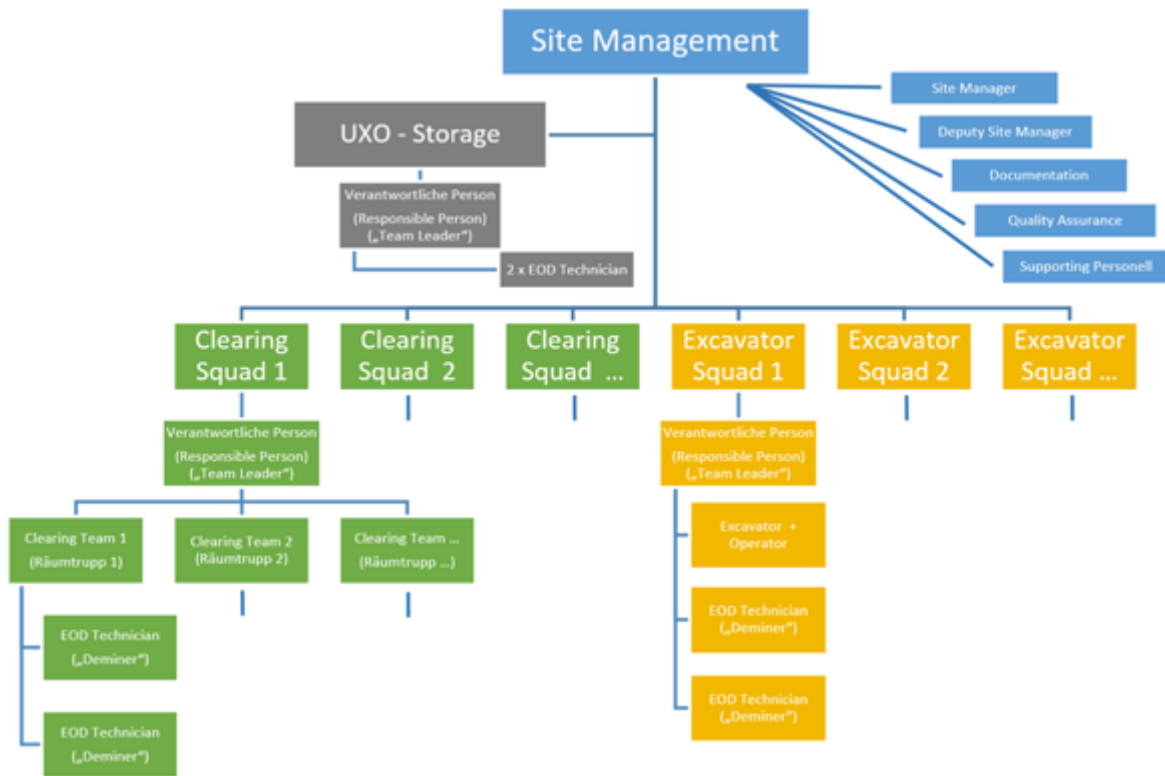 Site Management
Site Manager
UXO - Storage
Deputy Site Manager
Documentation
Verantwortliche Person
(Responsible Person)
(„Team Leader“)
Quality Assurance
2 x EOD Technician
Supporting Personell
Clearing
Squad 1
Clearing
Squad 2
Clearing
Squad ...
Excavator
Squad 1
Excavator
Squad 2
Excavator
Squad ...
Verantwortliche Person
(Responsible Person)
(„Team Leader“)
Verantwortliche Person
(Responsible Person)
(„Team Leader“)
Clearing Team 1
(Räumtrupp 1)
Clearing Team 2
(Räumtrupp 2)
Clearing Team ...
(Räumtrupp ...)
Excavator +
Operator
EOD Technician
(„Deminer“)
EOD Technician
(„Deminer“)
EOD Technician
(„Deminer“)
EOD Technician
(„Deminer“)